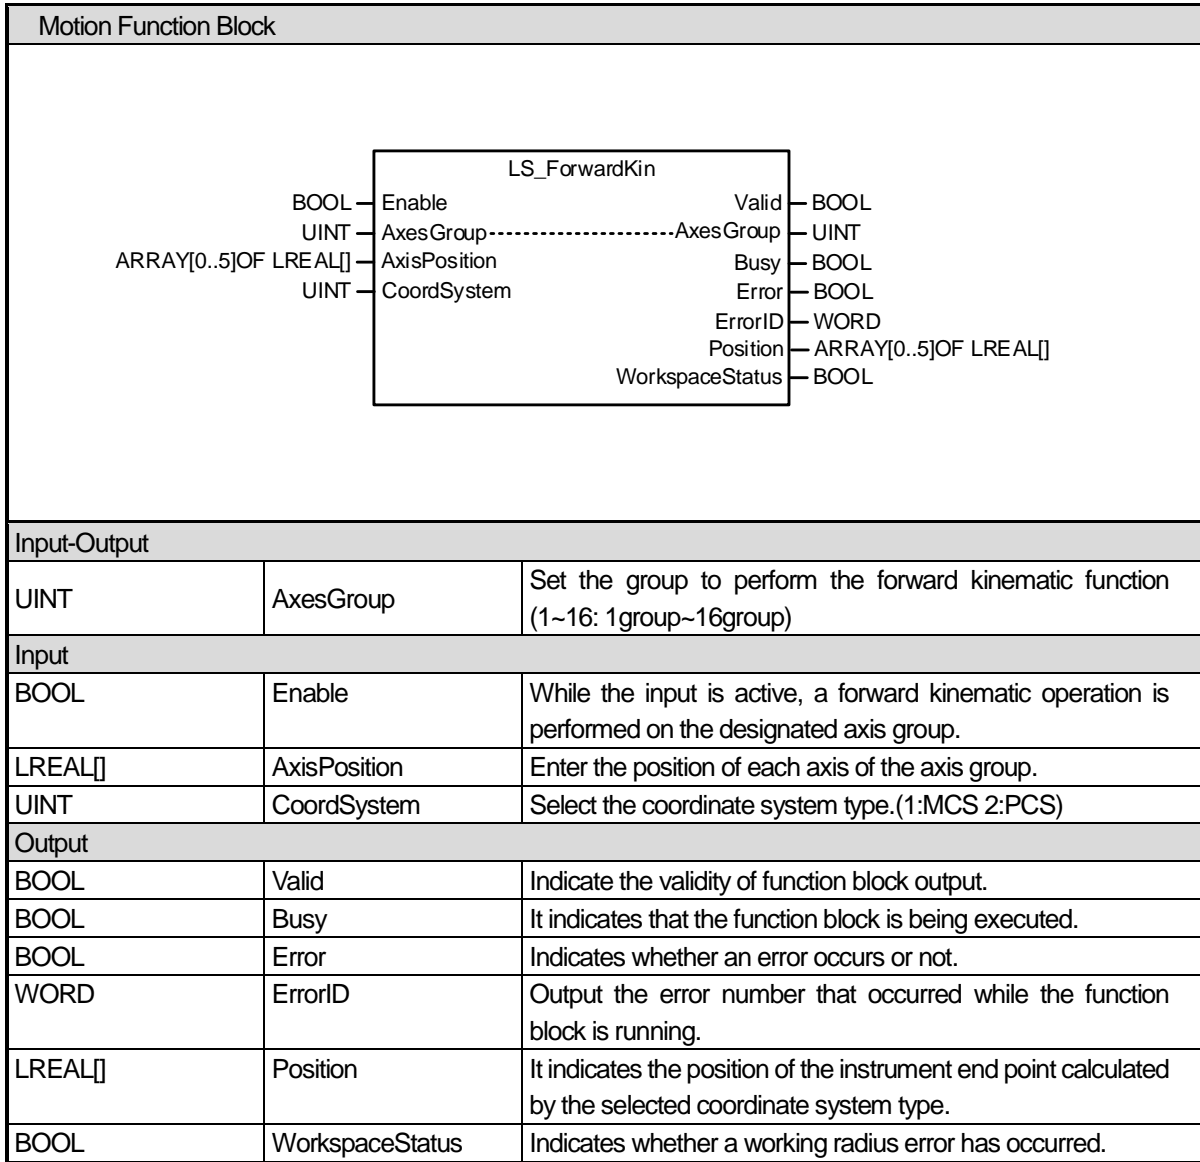 Motion Function Block
LS_ForwardKin
BOOL Enable Valid BOOL
UINT AxesGroup AxesGroup UINT
ARRAY[0..5]OF LREAL[] AxisPosition Busy BOOL
UINT CoordSystem Error BOOL
ErrorID WORD
Position ARRAY[0..5]OF LREAL[]
WorkspaceStatus BOOL
Input-Output
UINT AxesGroup Set the group to perform the forward kinematic function
(1~16: 1group~16group)
Input
BOOL Enable While the input is active, a forward kinematic operation is
performed on the designated axis group.
LREAL[] AxisPosition Enter the position of each axis of the axis group.
UINT CoordSystem Select the coordinate system type.(1:MCS 2:PCS)
Output
BOOL Valid Indicate the validity of function block output.
BOOL Busy It indicates that the function block is being executed.
BOOL Error Indicates whether an error occurs or not.
WORD ErrorID Output the error number that occurred while the function
block is running.
LREAL[] Position It indicates the position of the instrument end point calculated
by the selected coordinate system type.
BOOL WorkspaceStatus Indicates whether a working radius error has occurred.